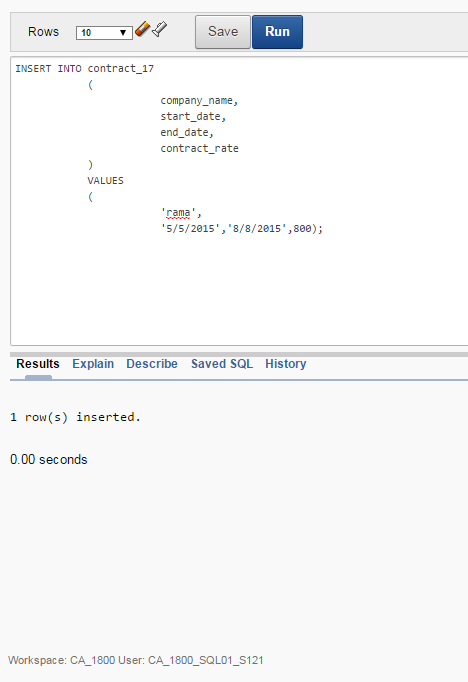 Rows 10 Save Run
INSERT INTO contract_17
(
company_name,
start_date,
end_date,
contract_rate
)
VALUES
(
'rama',
'5/5/2015','8/8/2015',800);
Results Explain Describe Saved SQL History
1 row(s) inserted.
0.00 seconds
Workspace: CA_1800 User: CA_1800_SQL01_S121